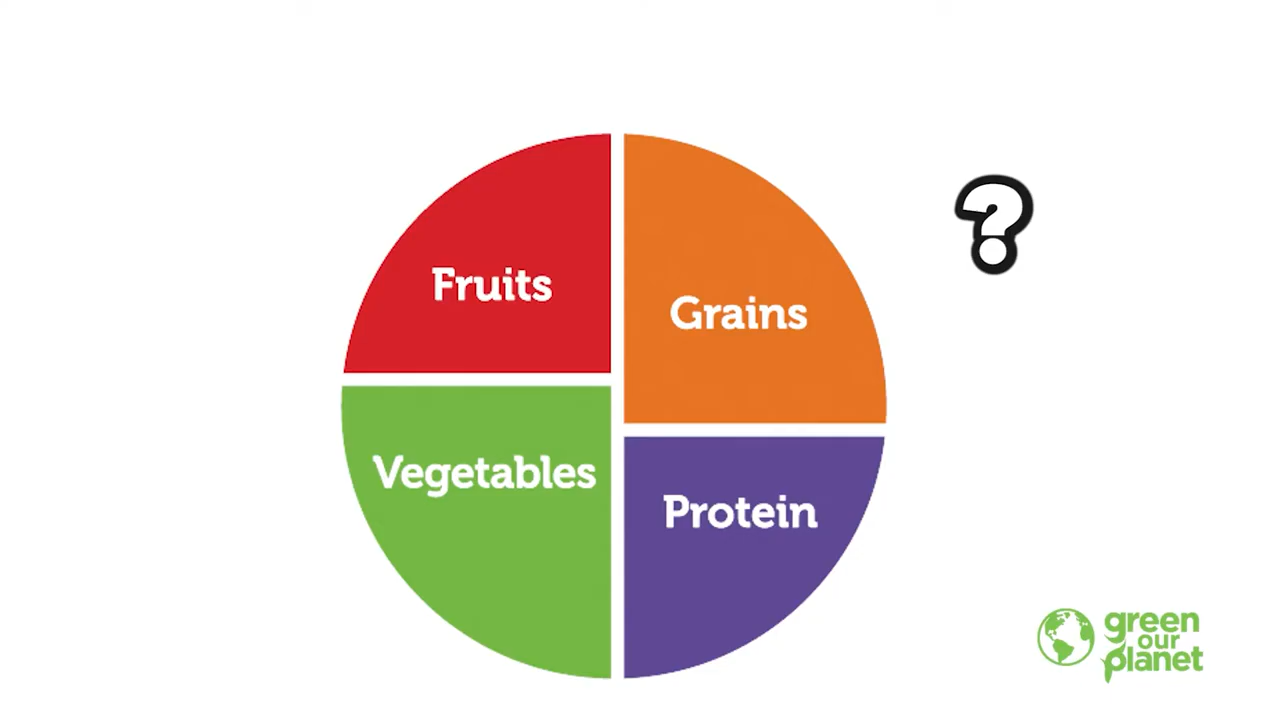 Fruits
Grains
?
Vegetables
Protein
green
our
planet